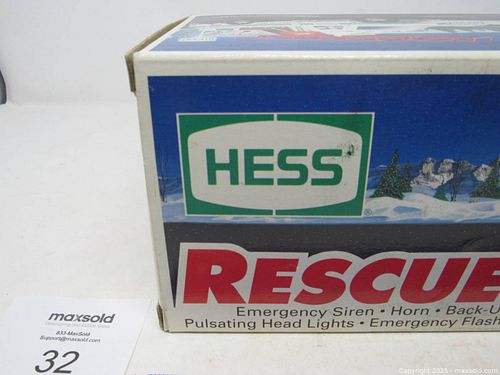 HESS
®
RESCUE
Emergency Siren • Horn • Back-U
Pulsating Head Lights • Emergency Flash
maxsold
833-MaxSold
Support@maxsold.com
32
Copyright 2025 - maxsold.com